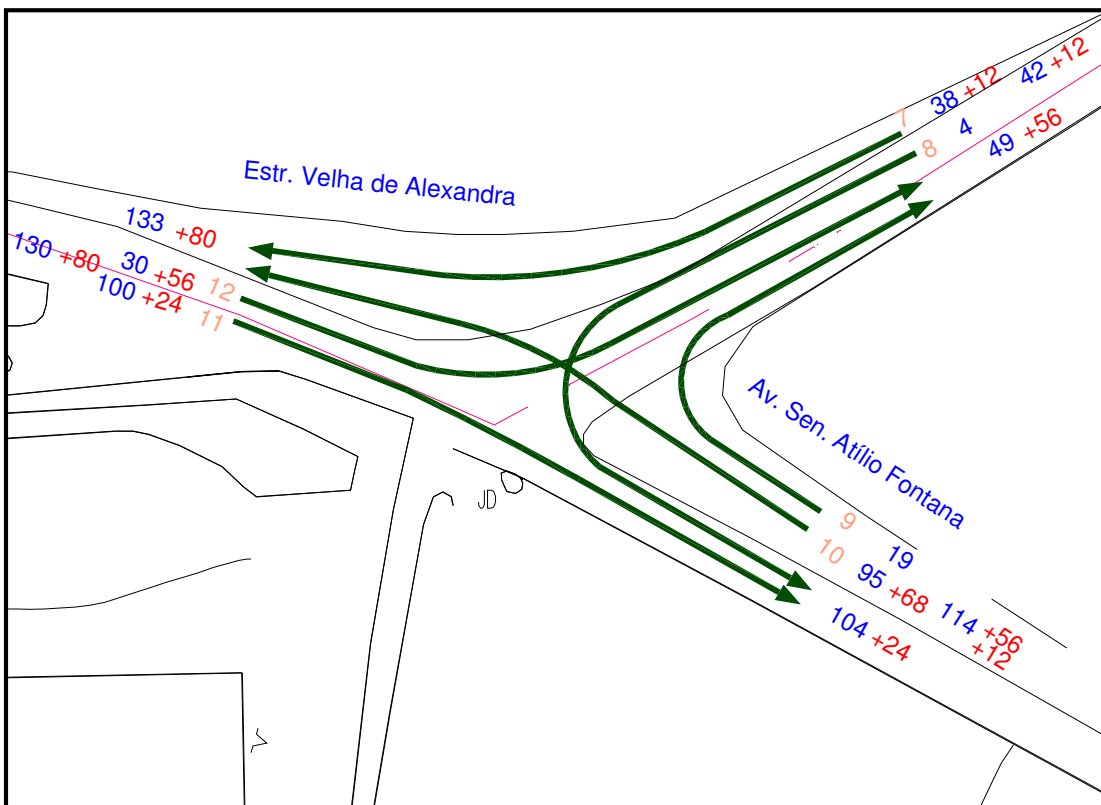 42 +12
7 38 +12
8 4
49 +56
Estr. Velha de Alexandra
133 +80
130 +80
30 +56 12
100 +24 11
Av. Sen. Atílio Fontana
JD
9 19
10 95 +68
114 +56
+12
104 +24